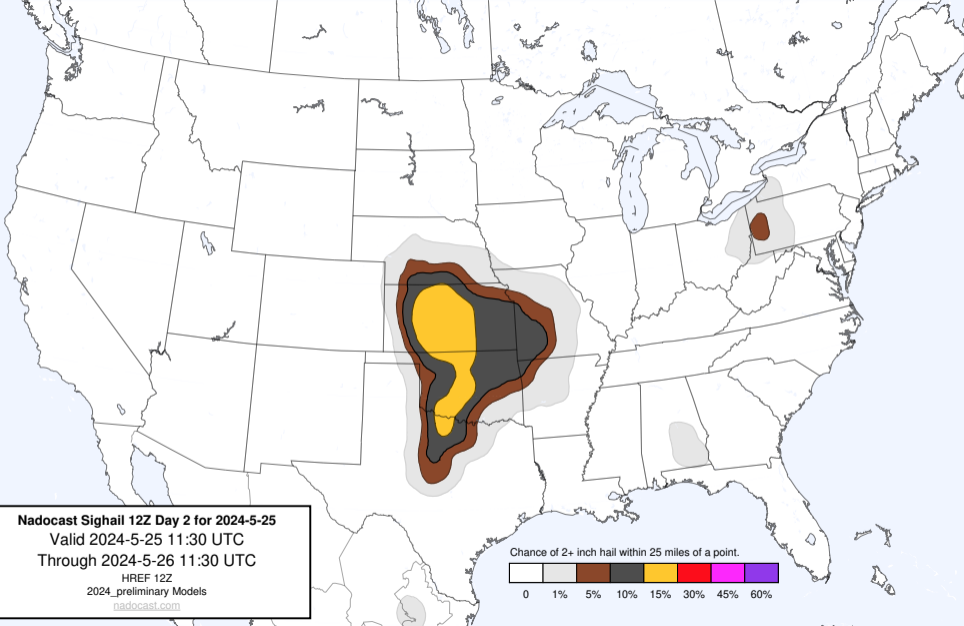 Nadocast Sighail 12Z Day 2 for 2024-5-25
Valid 2024-5-25 11:30 UTC
Through 2024-5-26 11:30 UTC
HREF 12Z
2024_preliminary Models
nadocast.com
Chance of 2+ inch hail within 25 miles of a point.
0 1% 5% 10% 15% 30% 45% 60%